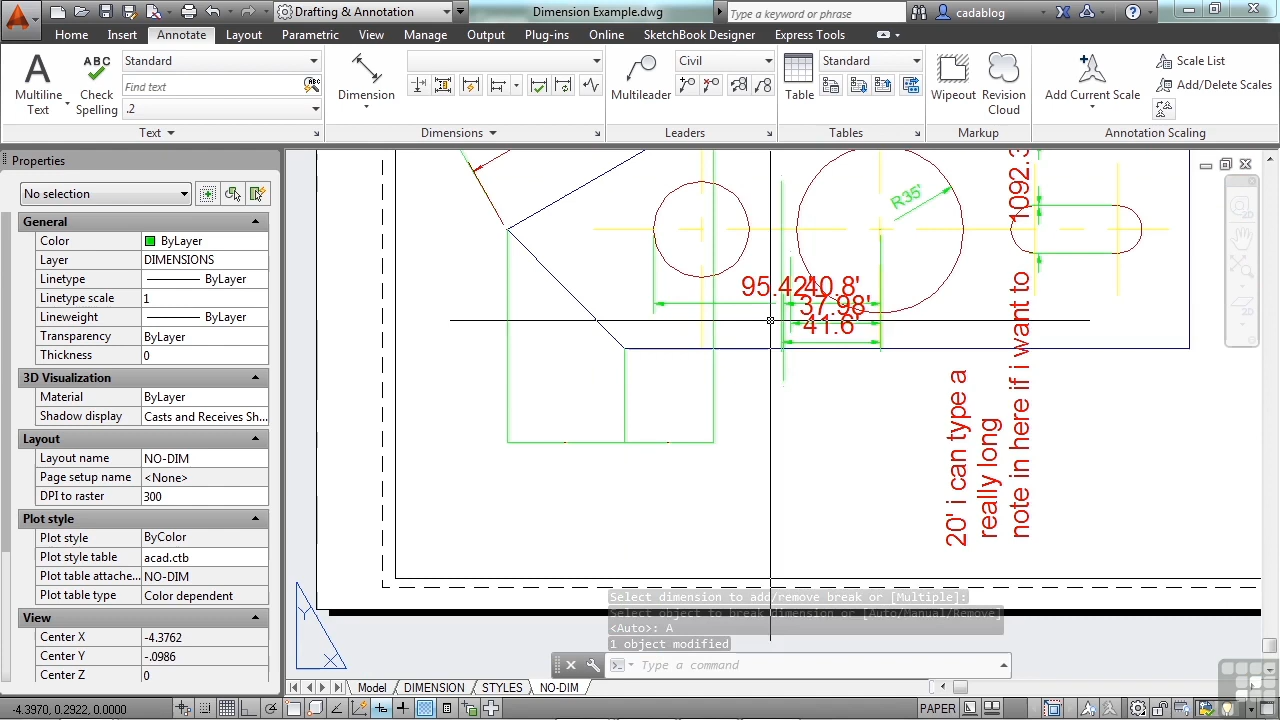 Drafting & Annotation
Dimension Example.dwg
Type a keyword or phrase
cadablog
Home Insert Annotate Layout Parametric View Manage Output Plug-ins Online SketchBook Designer Express Tools
A
Multiline
Text
ABC
Check
Spelling
Standard
Find text
.2
Text
Dimension
Dimensions
Multileader
Civil
Leaders
Table
Standard
Tables
Wipeout
Revision
Cloud
Markup
Add Current Scale
Scale List
Add/Delete Scales
Annotation Scaling
Properties
No selection
General
Color ByLayer
Layer DIMENSIONS
Linetype ByLayer
Linetype scale 1
Lineweight ByLayer
Transparency ByLayer
Thickness 0
3D Visualization
Material ByLayer
Shadow display Casts and Receives Sh...
Layout
Layout name NO-DIM
Page setup name <None>
DPI to raster 300
Plot style
Plot style ByColor
Plot style table acad.ctb
Plot table attache... NO-DIM
Plot table type Color dependent
View
Center X -4.3762
Center Y -.0986
Center Z 0
R35'
1092.3
95.42
40.8'
37.98'
41.6'
20' i can type a
really long
note in here if i want to
Y
X
Select dimension to add/remove break or [Multiple]:
Select object to break dimension or [Auto/Manual/Remove]
<Auto>: A
1 object modified
Type a command
Model DIMENSION STYLES NO-DIM
-4.3970, 0.2922, 0.0000
PAPER